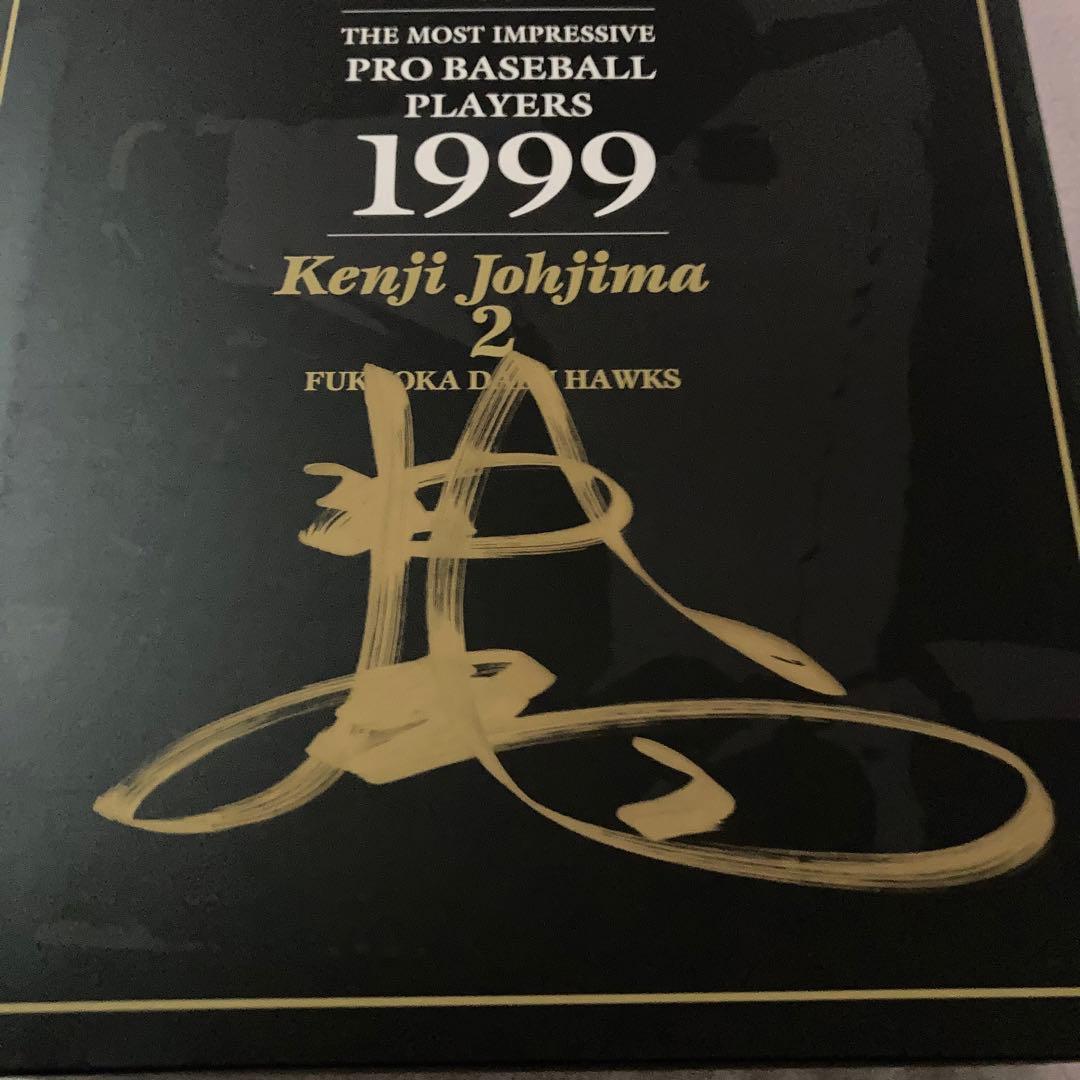 THE MOST IMPRESSIVE
PRO BASEBALL
PLAYERS
1999
Kenji Johjima
2
HAWKS